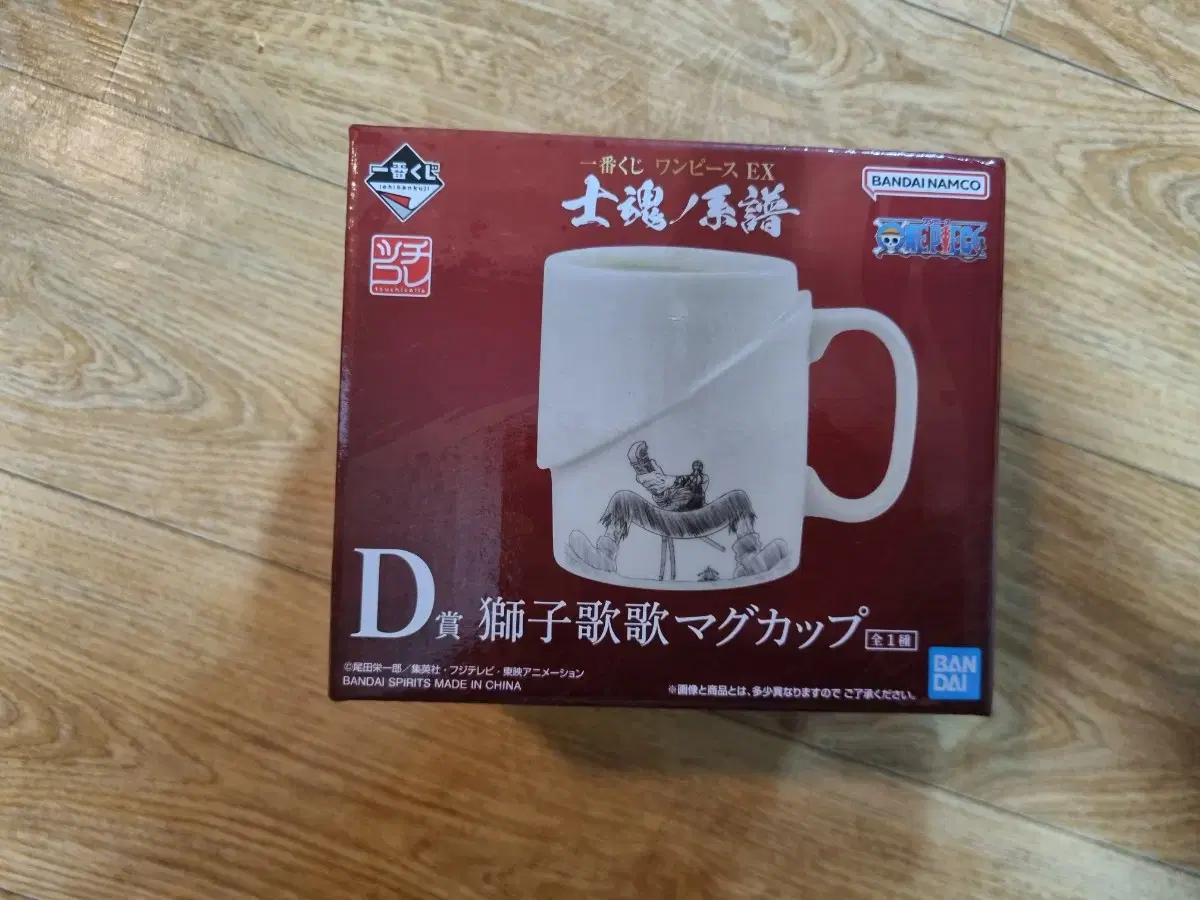 一番くじ
ichibankuji
ツチコレ
tsuchicolle
一番くじ ワンピース EX
士魂ノ系譜
BANDAI NAMCO
ONE PIECE
D賞 獅子歌歌マグカップ 全1種
©尾田栄一郎／集英社・フジテレビ・東映アニメーション
BANDAI SPIRITS MADE IN CHINA
※画像と商品とは、多少異なりますので ご了承ください。
BAN
DAI